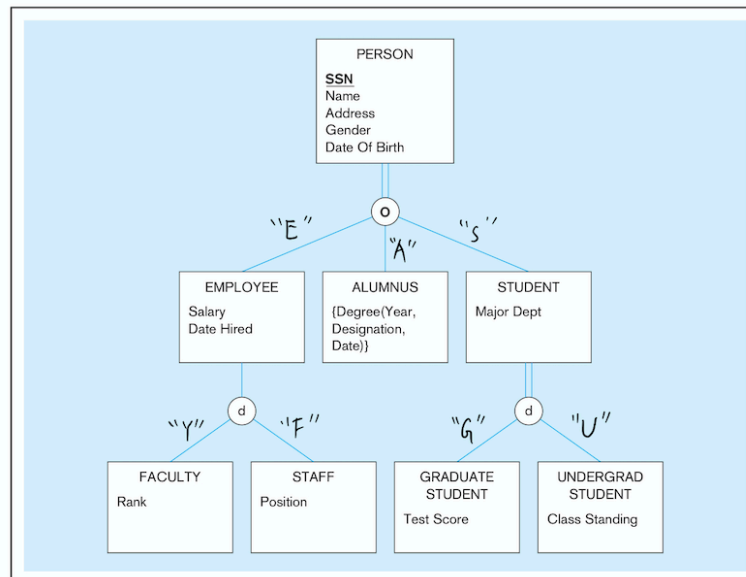 PERSON
SSN
Name
Address
Gender
Date Of Birth
O
"E"
"A"
"S"
EMPLOYEE
Salary
Date Hired
ALUMNUS
{Degree(Year,
Designation,
Date)}
STUDENT
Major Dept
d
"Y"
"F"
d
"G"
"U"
FACULTY
Rank
STAFF
Position
GRADUATE
STUDENT
Test Score
UNDERGRAD
STUDENT
Class Standing